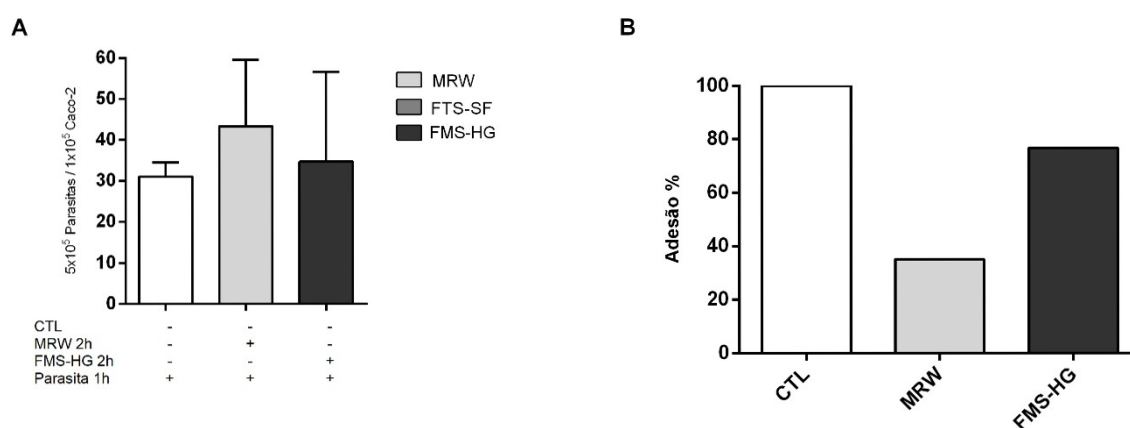 A
5x10⁵ Parasitas / 1x10⁵ Caco-2
60
50
40
30
20
10
0
MRW
FTS-SF
FMS-HG
CTL - - -
MRW 2h - + -
FMS-HG 2h - - +
Parasita 1h + + +
B
Adesão %
100
80
60
40
20
0
CTL
MRW
FMS-HG